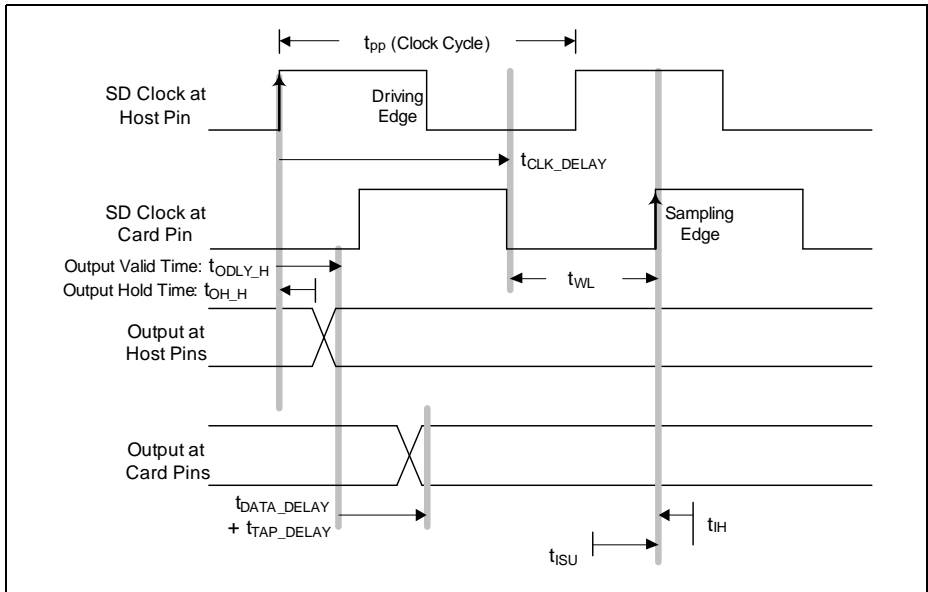 tPP (Clock Cycle)
SD Clock at
Host Pin
Driving
Edge
tCLK_DELAY
SD Clock at
Card Pin
Sampling
Edge
Output Valid Time: tODLY_H
Output Hold Time: tOH_H
tWL
Output at
Host Pins
Output at
Card Pins
tDATA_DELAY
+ tTAP_DELAY
tIH
tISU